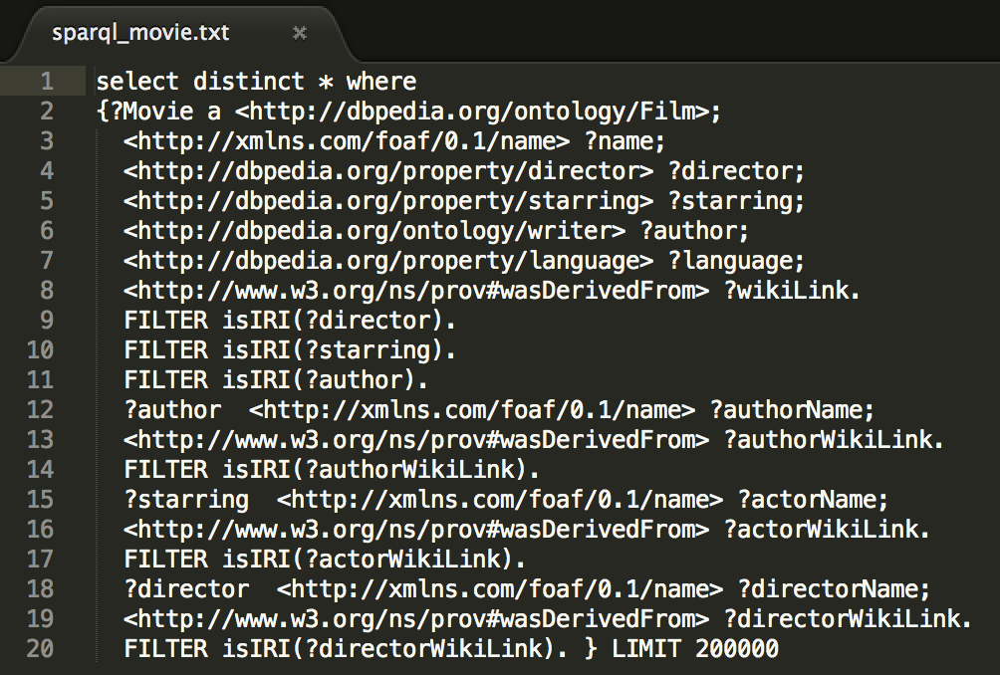 sparql_movie.txt ×
1 select distinct * where
2 {?Movie a <http://dbpedia.org/ontology/Film>;
3 <http://xmlns.com/foaf/0.1/name> ?name;
4 <http://dbpedia.org/property/director> ?director;
5 <http://dbpedia.org/property/starring> ?starring;
6 <http://dbpedia.org/ontology/writer> ?author;
7 <http://dbpedia.org/property/language> ?language;
8 <http://www.w3.org/ns/prov#wasDerivedFrom> ?wikiLink.
9 FILTER isIRI(?director).
10 FILTER isIRI(?starring).
11 FILTER isIRI(?author).
12 ?author  <http://xmlns.com/foaf/0.1/name> ?authorName;
13 <http://www.w3.org/ns/prov#wasDerivedFrom> ?authorWikiLink.
14 FILTER isIRI(?authorWikiLink).
15 ?starring  <http://xmlns.com/foaf/0.1/name> ?actorName;
16 <http://www.w3.org/ns/prov#wasDerivedFrom> ?actorWikiLink.
17 FILTER isIRI(?actorWikiLink).
18 ?director  <http://xmlns.com/foaf/0.1/name> ?directorName;
19 <http://www.w3.org/ns/prov#wasDerivedFrom> ?directorWikiLink.
20 FILTER isIRI(?directorWikiLink). } LIMIT 200000